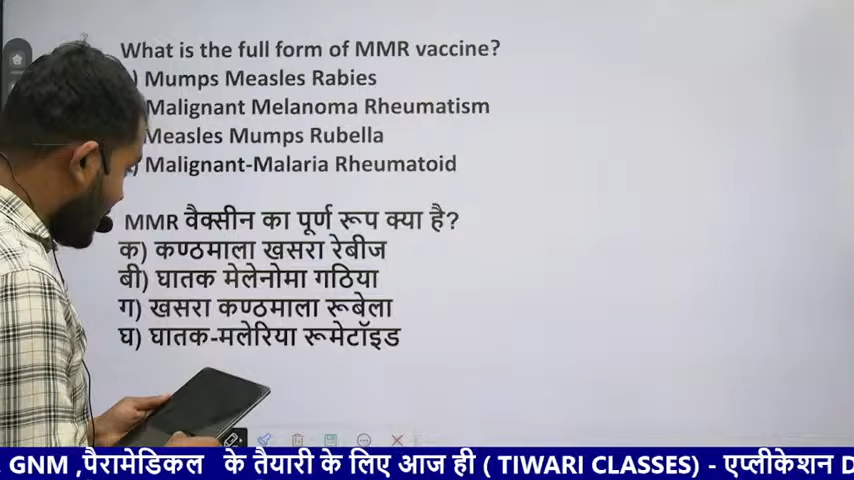 What is the full form of MMR vaccine?
) Mumps Measles Rabies
Malignant Melanoma Rheumatism
Measles Mumps Rubella
) Malignant-Malaria Rheumatoid
MMR वैक्सीन का पूर्ण रूप क्या है?
क) कण्ठमाला खसरा रेबीज
बी) घातक मेलेनोमा गठिया
ग) खसरा कण्ठमाला रूबेला
घ) घातक-मलेरिया रूमेटॉइड
GNM ,पैरामेडिकल के तैयारी के लिए आज ही ( TIWARI CLASSES) - एप्लीकेशन D